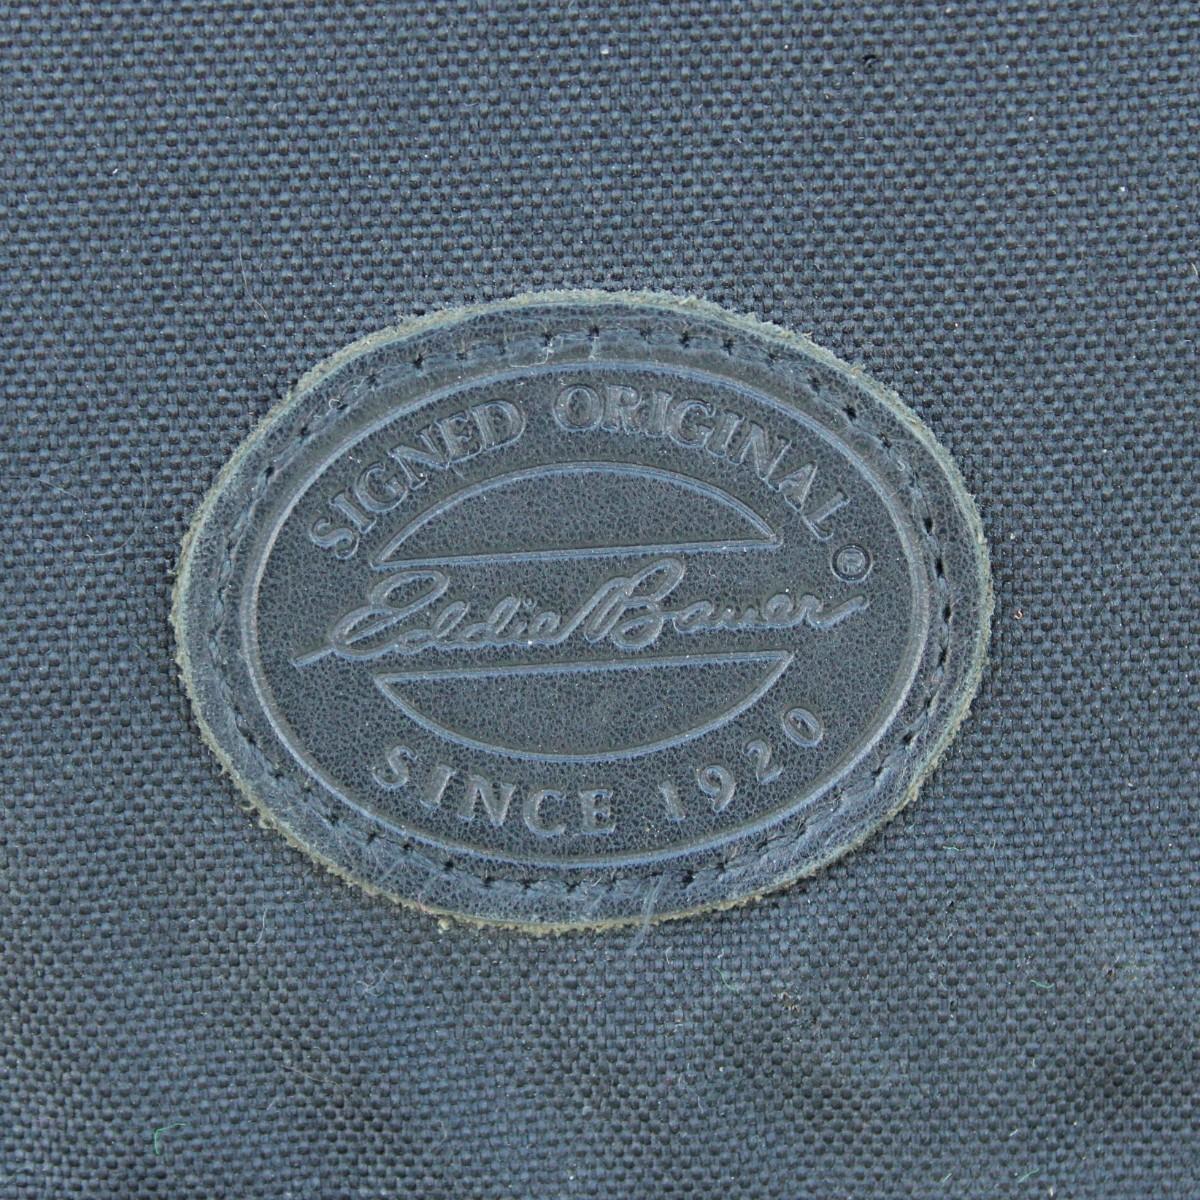 SIGNED ORIGINAL ®
Eddie Bauer
SINCE 1920